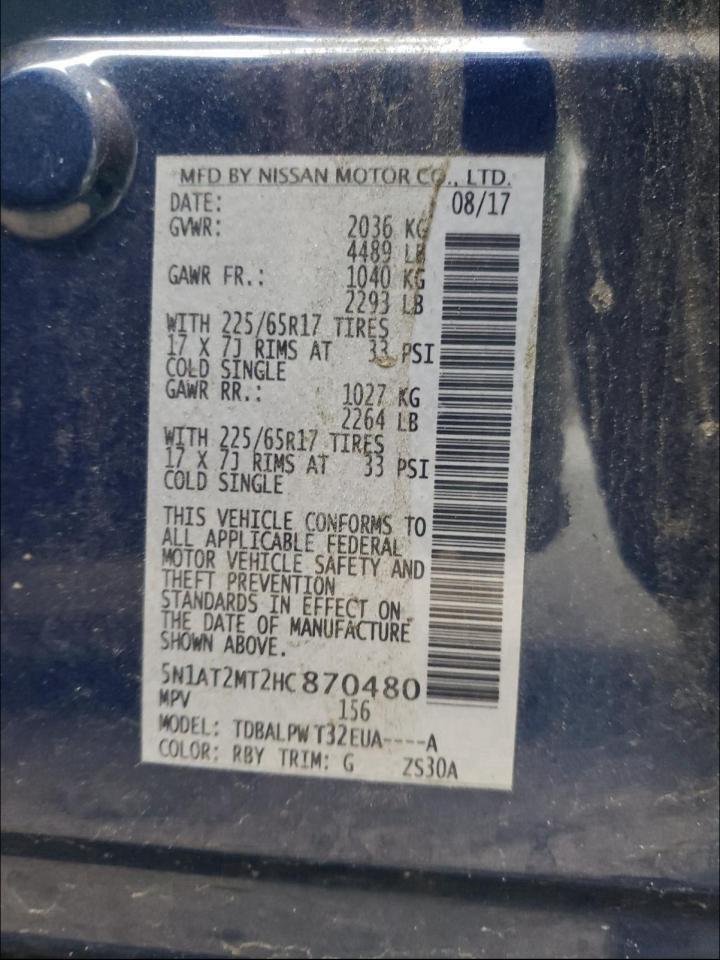 MFD BY NISSAN MOTOR CO., LTD.
DATE: 08/17
GVWR: 2036 KG
4489 LB
GAWR FR.: 1040 KG
2293 LB
WITH 225/65R17 TIRES
17 X 7J RIMS AT 33 PSI
COLD SINGLE
GAWR RR.: 1027 KG
2264 LB
WITH 225/65R17 TIRES
17 X 7J RIMS AT 33 PSI
COLD SINGLE
THIS VEHICLE CONFORMS TO
ALL APPLICABLE FEDERAL
MOTOR VEHICLE SAFETY AND
THEFT PREVENTION
STANDARDS IN EFFECT ON
THE DATE OF MANUFACTURE
SHOWN ABOVE.
5N1AT2MT2HC870480
MPV 156
MODEL: TDBALPW T32EUA----A
COLOR: RBY TRIM: G ZS30A